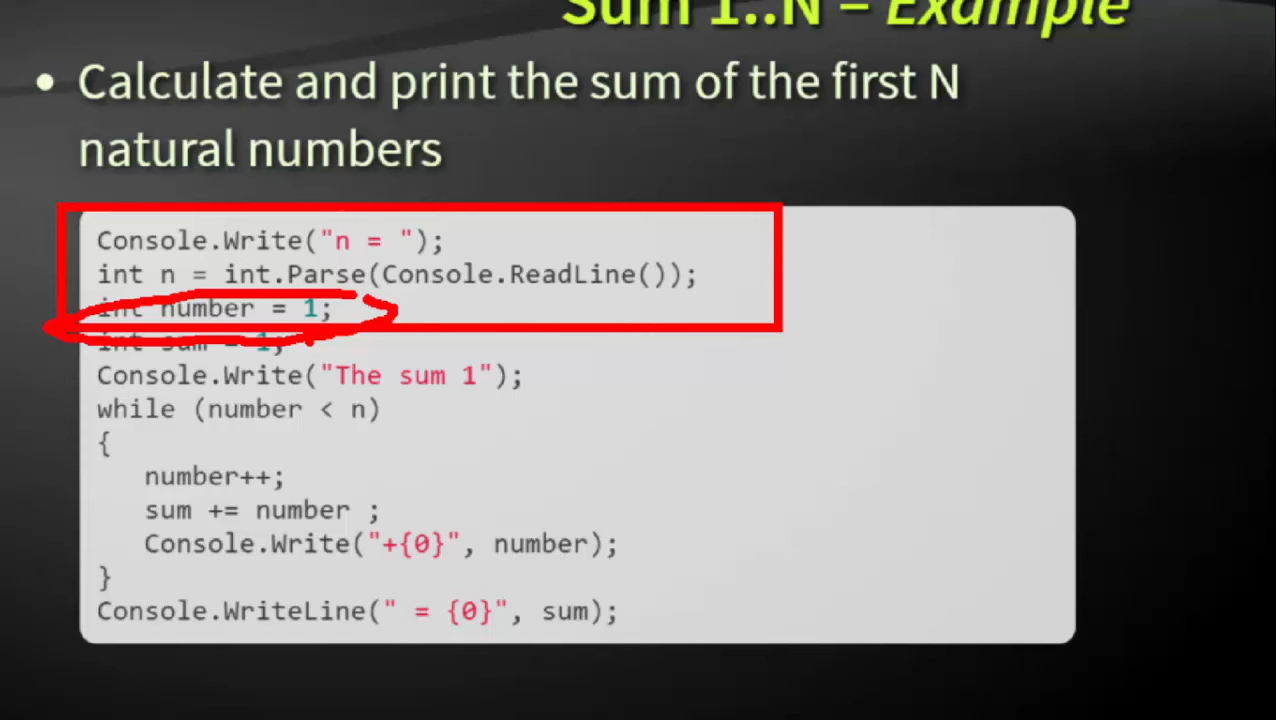 Sum 1..N – Example
• Calculate and print the sum of the first N
natural numbers
Console.Write("n = ");
int n = int.Parse(Console.ReadLine());
int number = 1;
int sum = 1;
Console.Write("The sum 1");
while (number < n)
{
   number++;
   sum += number ;
   Console.Write("+{0}", number);
}
Console.WriteLine(" = {0}", sum);